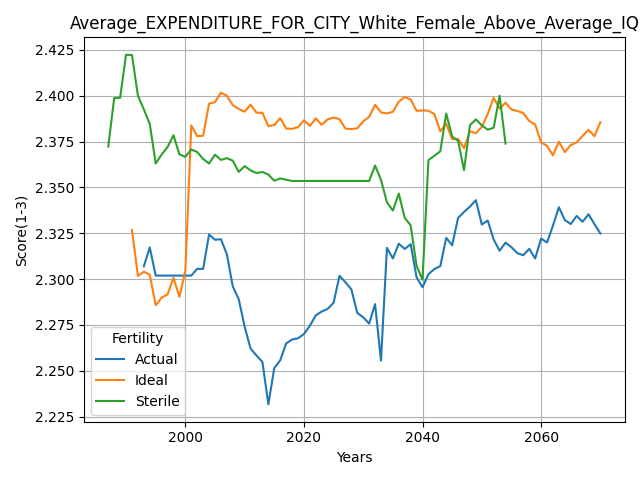 Average_EXPENDITURE_FOR_CITY_White_Female_Above_Average_IQ
Score(1-3)
2.425
2.400
2.375
2.350
2.325
2.300
2.275
2.250
2.225
Fertility
Actual
Ideal
Sterile
2000
2020
2040
2060
Years